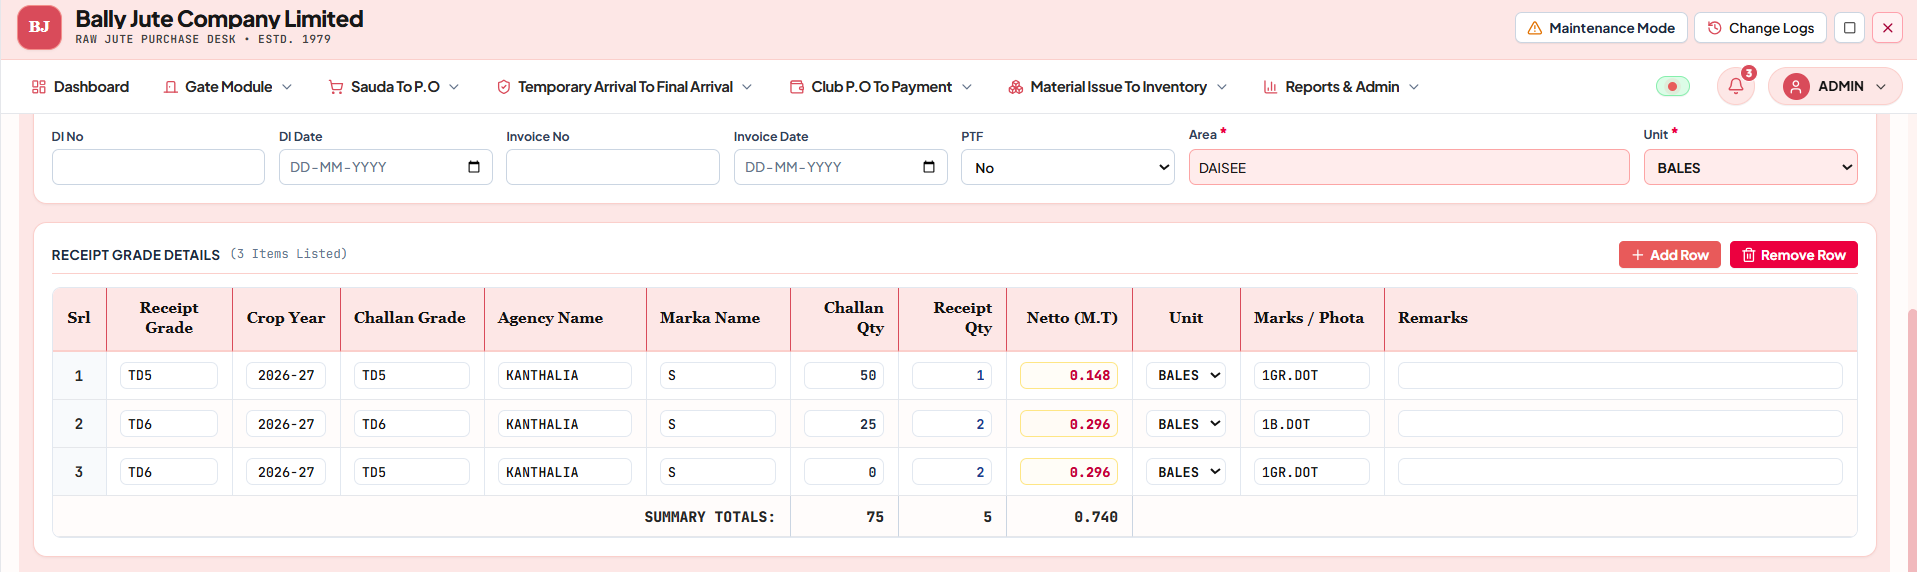 BJ
Bally Jute Company Limited
RAW JUTE PURCHASE DESK • ESTD. 1979
Maintenance Mode
Change Logs
Dashboard
Gate Module
Sauda To P.O
Temporary Arrival To Final Arrival
Club P.O To Payment
Material Issue To Inventory
Reports & Admin
3
ADMIN
DI No
DI Date
Invoice No
Invoice Date
PTF
Area *
Unit *
DD-MM-YYYY
DD-MM-YYYY
No
DAISEE
BALES
RECEIPT GRADE DETAILS (3 Items Listed)
+ Add Row
Remove Row
Srl Receipt Grade Crop Year Challan Grade Agency Name Marka Name Challan Qty Receipt Qty Netto (M.T) Unit Marks / Phota Remarks
1 TD5 2026-27 TD5 KANTHALIA S 50 1 0.148 BALES 1GR.DOT
2 TD6 2026-27 TD6 KANTHALIA S 25 2 0.296 BALES 1B.DOT
3 TD6 2026-27 TD5 KANTHALIA S 0 2 0.296 BALES 1GR.DOT
SUMMARY TOTALS: 75 5 0.740